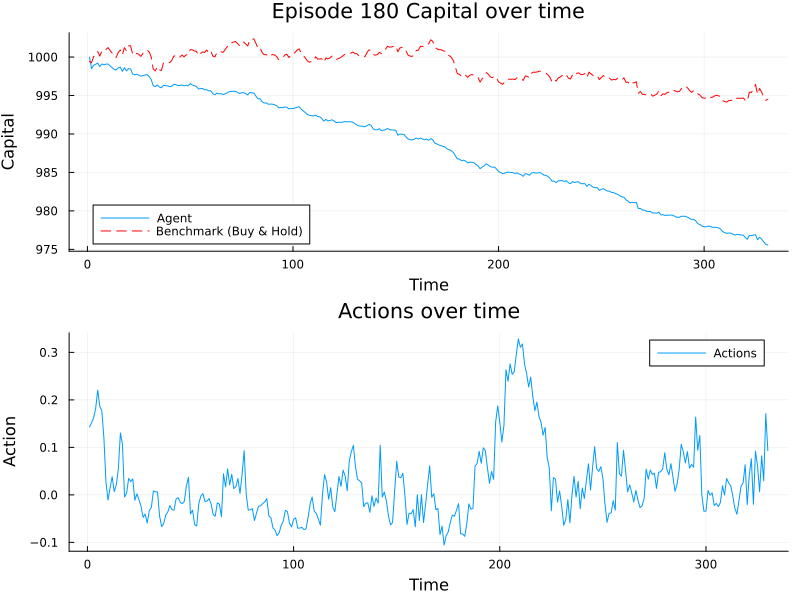 Episode 180 Capital over time
Capital
1000
995
990
985
980
975
Agent
Benchmark (Buy & Hold)
0
100
200
300
Time
Actions over time
Action
0.3
0.2
0.1
0.0
−0.1
Actions
0
100
200
300
Time